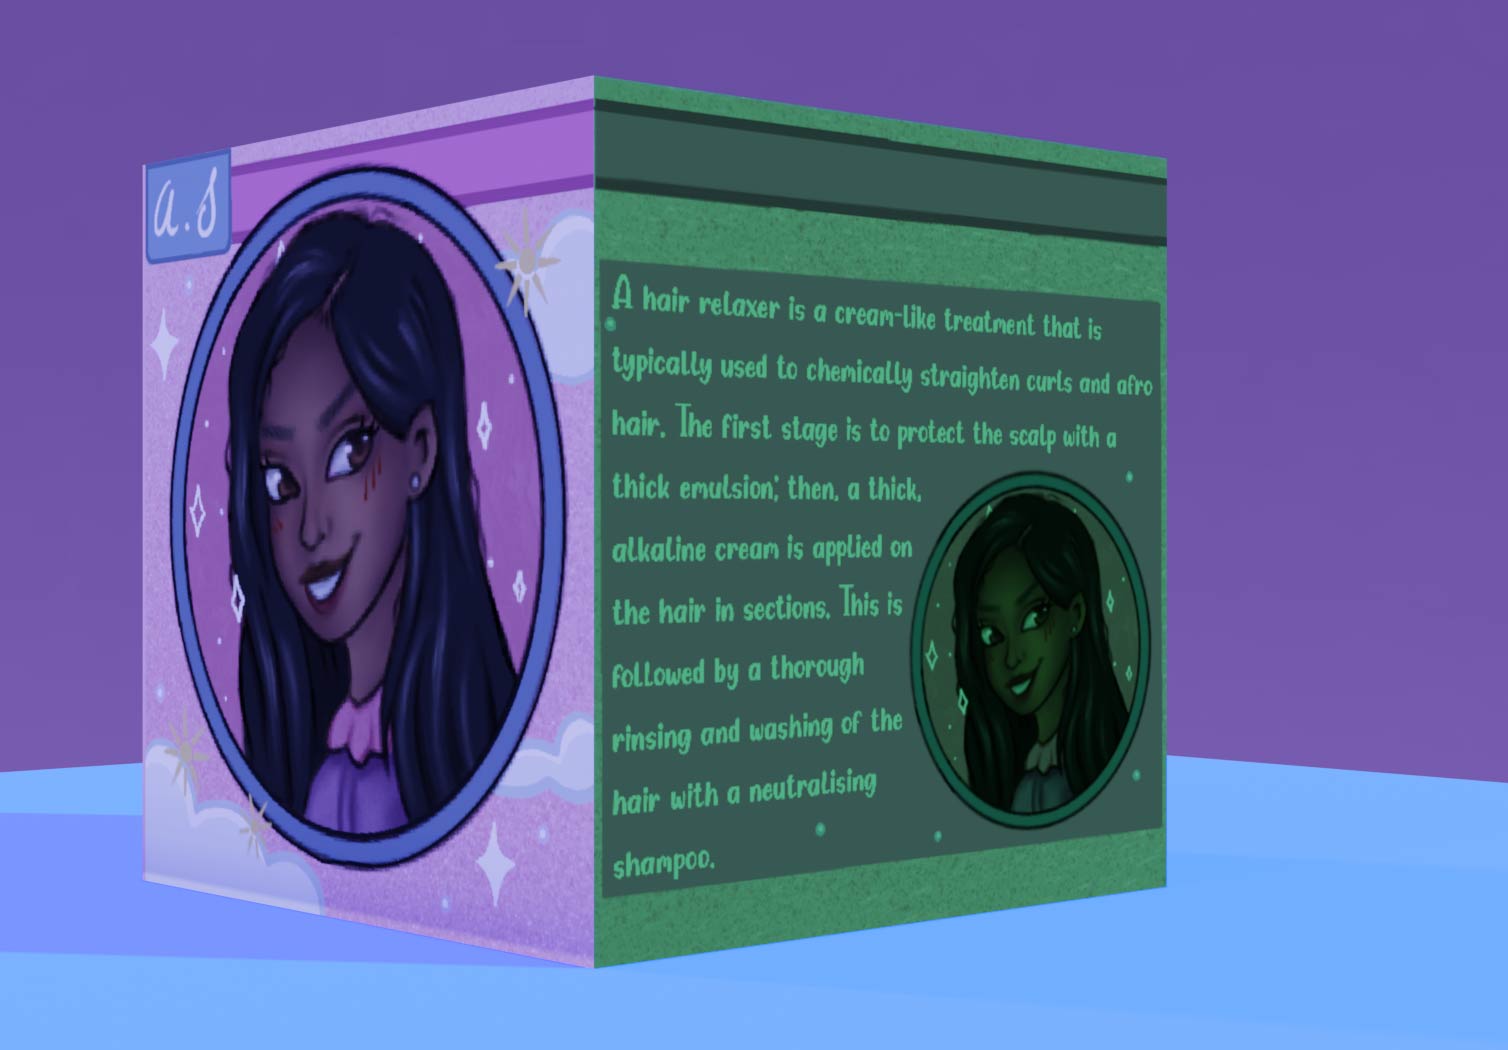 a.s
A hair relaxer is a cream-like treatment that is
typically used to chemically straighten curls and afro
hair. The first stage is to protect the scalp with a
thick emulsion; then, a thick,
alkaline cream is applied on
the hair in sections. This is
followed by a thorough
rinsing and washing of the
hair with a neutralising
shampoo.